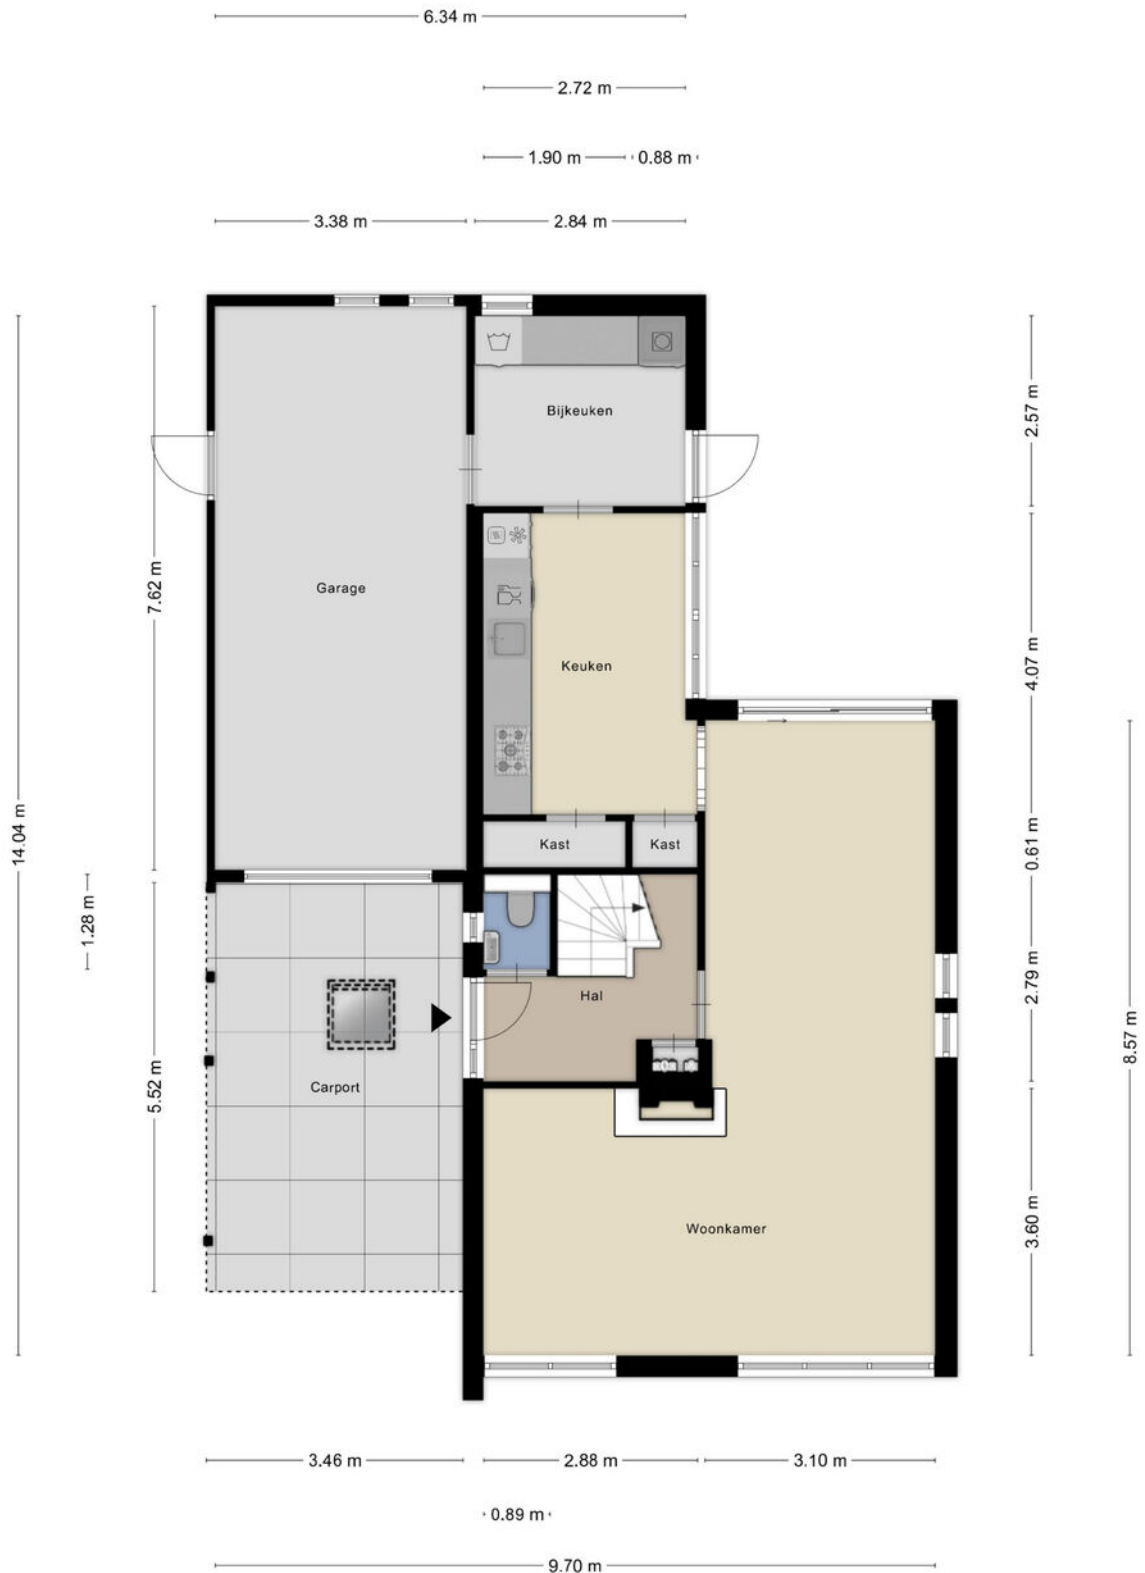 6.34 m
2.72 m
1.90 m
0.88 m
3.38 m
2.84 m
Bijkeuken
2.57 m
7.62 m
Garage
Keuken
4.07 m
14.04 m
Kast
Kast
0.61 m
1.28 m
Hal
2.79 m
8.57 m
5.52 m
Carport
Woonkamer
3.60 m
3.46 m
2.88 m
3.10 m
0.89 m
9.70 m